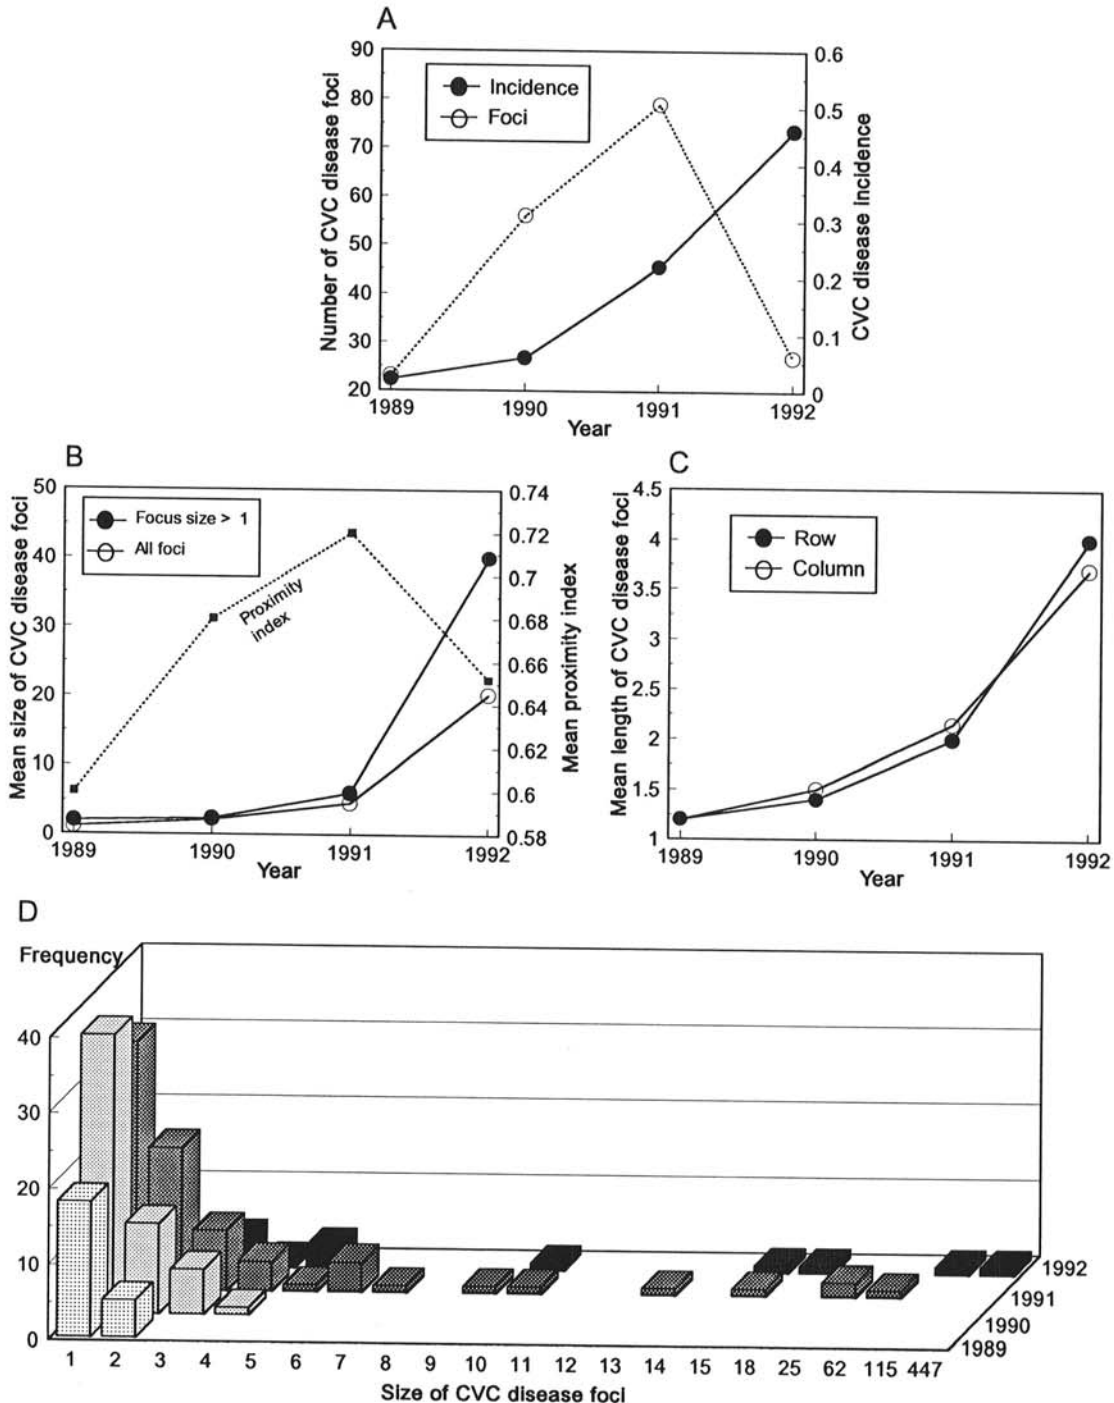 A
Number of CVC disease foci
90
80
70
60
50
40
30
20
Incidence
Foci
0.6
0.5
0.4
0.3
0.2
0.1
0
CVC disease incidence
1989 1990 1991 1992
Year
B
Mean size of CVC disease foci
50
40
30
20
10
0
Focus size > 1
All foci
Proximity
index
0.74
0.72
0.7
0.68
0.66
0.64
0.62
0.6
0.58
Mean proximity index
1989 1990 1991 1992
Year
C
Mean length of CVC disease foci
4.5
4
3.5
3
2.5
2
1.5
1
Row
Column
1989 1990 1991 1992
Year
D
Frequency
40
30
20
10
0
1992
1991
1990
1989
1 2 3 4 5 6 7 8 9 10 11 12 13 14 15 18 25 62 115 447
Size of CVC disease foci